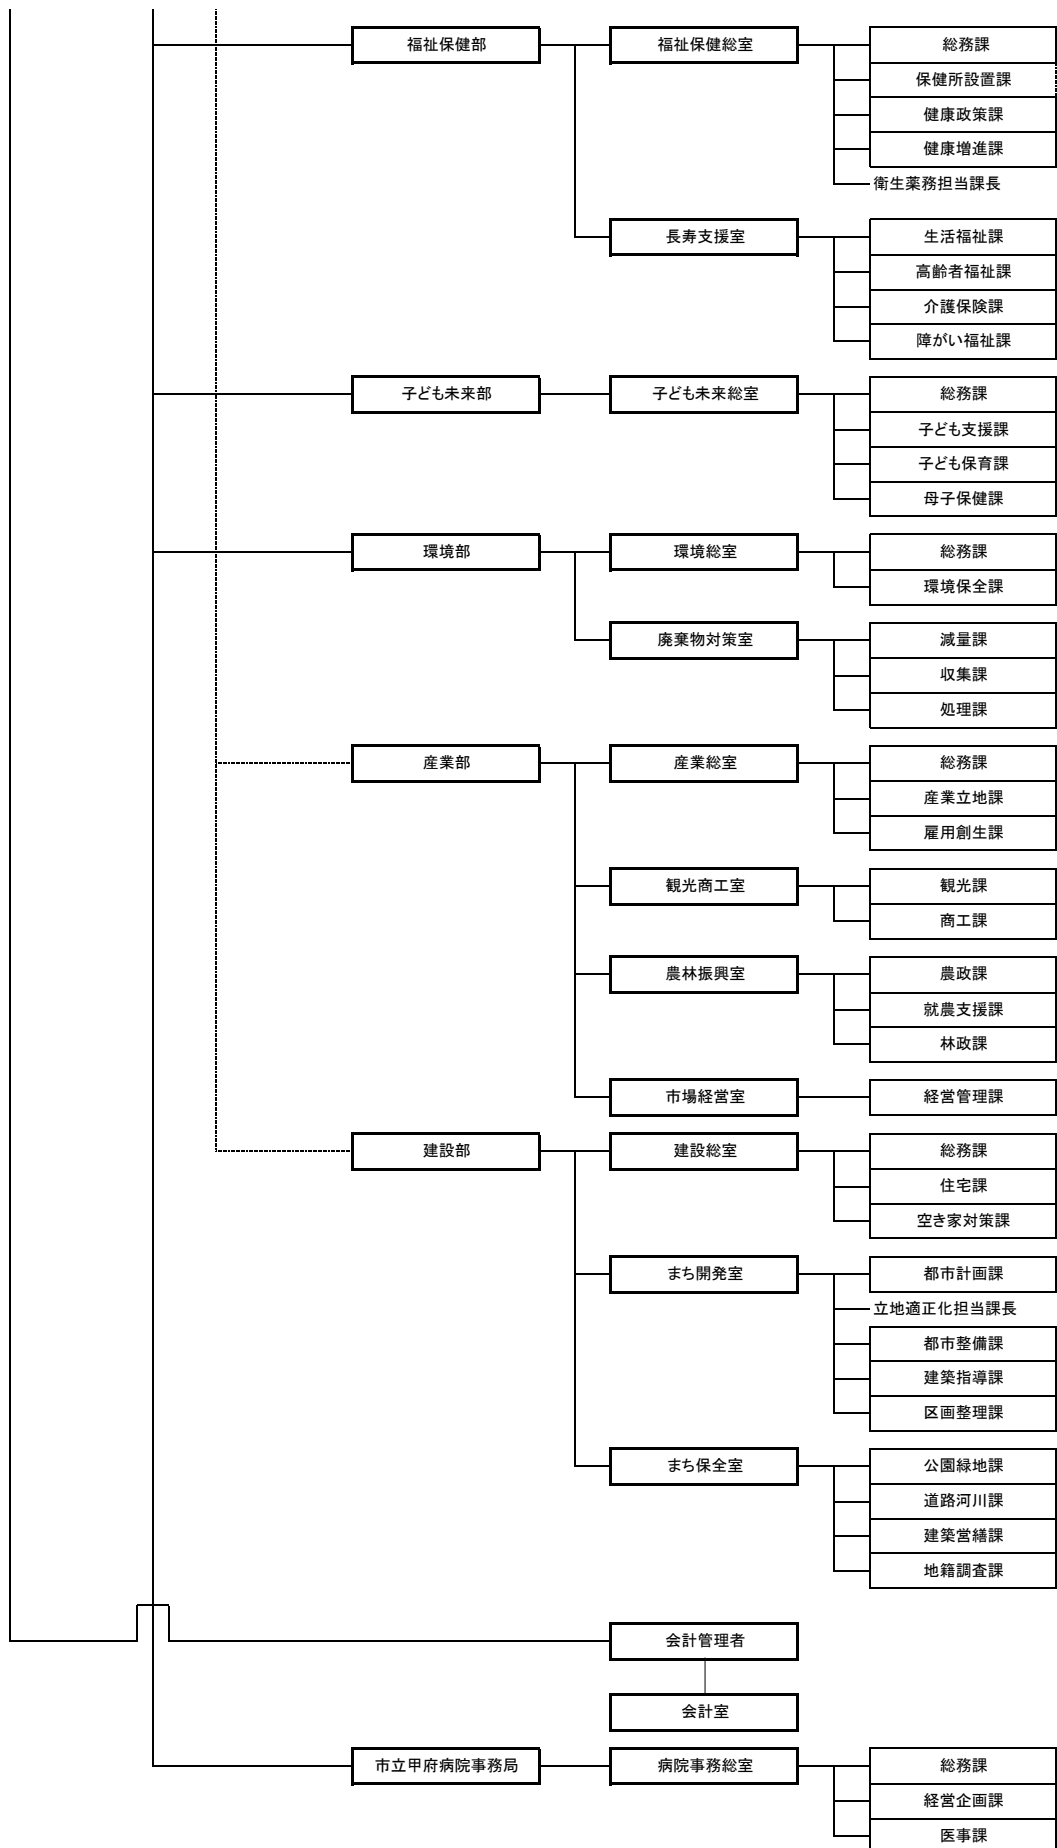 福祉保健部
福祉保健総室
総務課
保健所設置課
健康政策課
健康増進課
衛生薬務担当課長
長寿支援室
生活福祉課
高齢者福祉課
介護保険課
障がい福祉課
子ども未来部
子ども未来総室
総務課
子ども支援課
子ども保育課
母子保健課
環境部
環境総室
総務課
環境保全課
廃棄物対策室
減量課
収集課
処理課
産業部
産業総室
総務課
産業立地課
雇用創生課
観光商工室
観光課
商工課
農林振興室
農政課
就農支援課
林政課
市場経営室
経営管理課
建設部
建設総室
総務課
住宅課
空き家対策課
まち開発室
都市計画課
立地適正化担当課長
都市整備課
建築指導課
区画整理課
まち保全室
公園緑地課
道路河川課
建築営繕課
地籍調査課
会計管理者
会計室
市立甲府病院事務局
病院事務総室
総務課
経営企画課
医事課